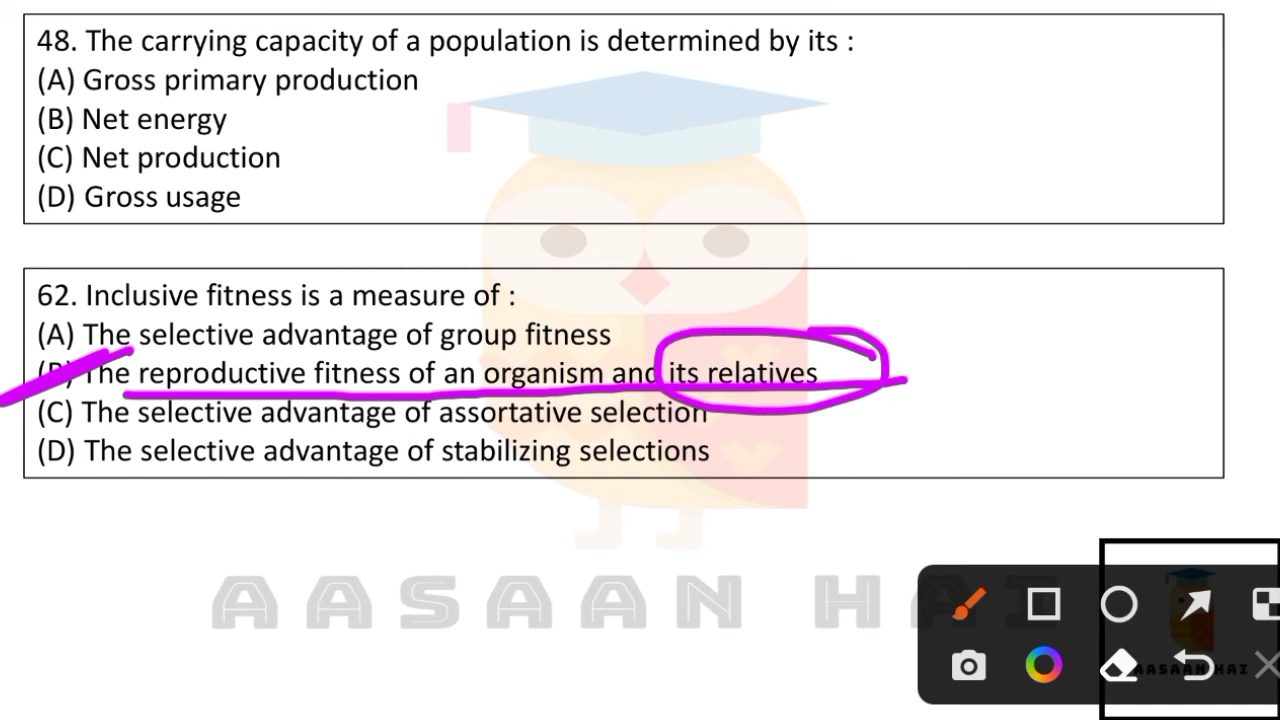 48. The carrying capacity of a population is determined by its :
(A) Gross primary production
(B) Net energy
(C) Net production
(D) Gross usage
62. Inclusive fitness is a measure of :
(A) The selective advantage of group fitness
(B) The reproductive fitness of an organism and its relatives
(C) The selective advantage of assortative selection
(D) The selective advantage of stabilizing selections
AASAAN HAI
AASAAN HAI